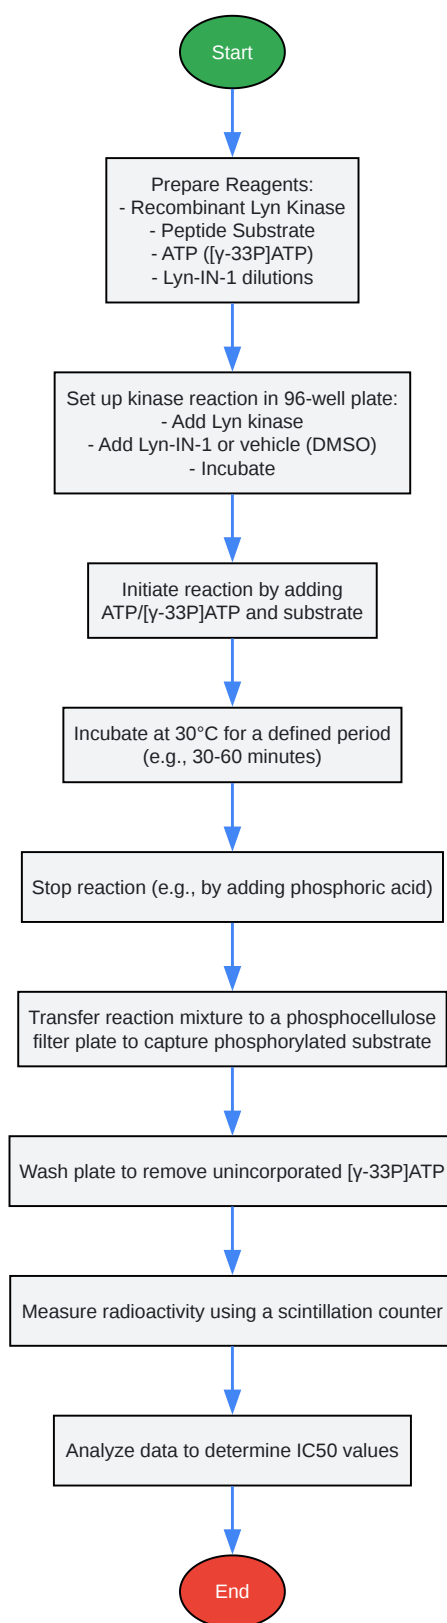 Start
Prepare Reagents:
- Recombinant Lyn Kinase
- Peptide Substrate
- ATP ([γ-33P]ATP)
- Lyn-IN-1 dilutions
Set up kinase reaction in 96-well plate:
- Add Lyn kinase
- Add Lyn-IN-1 or vehicle (DMSO)
- Incubate
Initiate reaction by adding
ATP/[γ-33P]ATP and substrate
Incubate at 30°C for a defined period
(e.g., 30-60 minutes)
Stop reaction (e.g., by adding phosphoric acid)
Transfer reaction mixture to a phosphocellulose
filter plate to capture phosphorylated substrate
Wash plate to remove unincorporated [γ-33P]ATP
Measure radioactivity using a scintillation counter
Analyze data to determine IC50 values
End